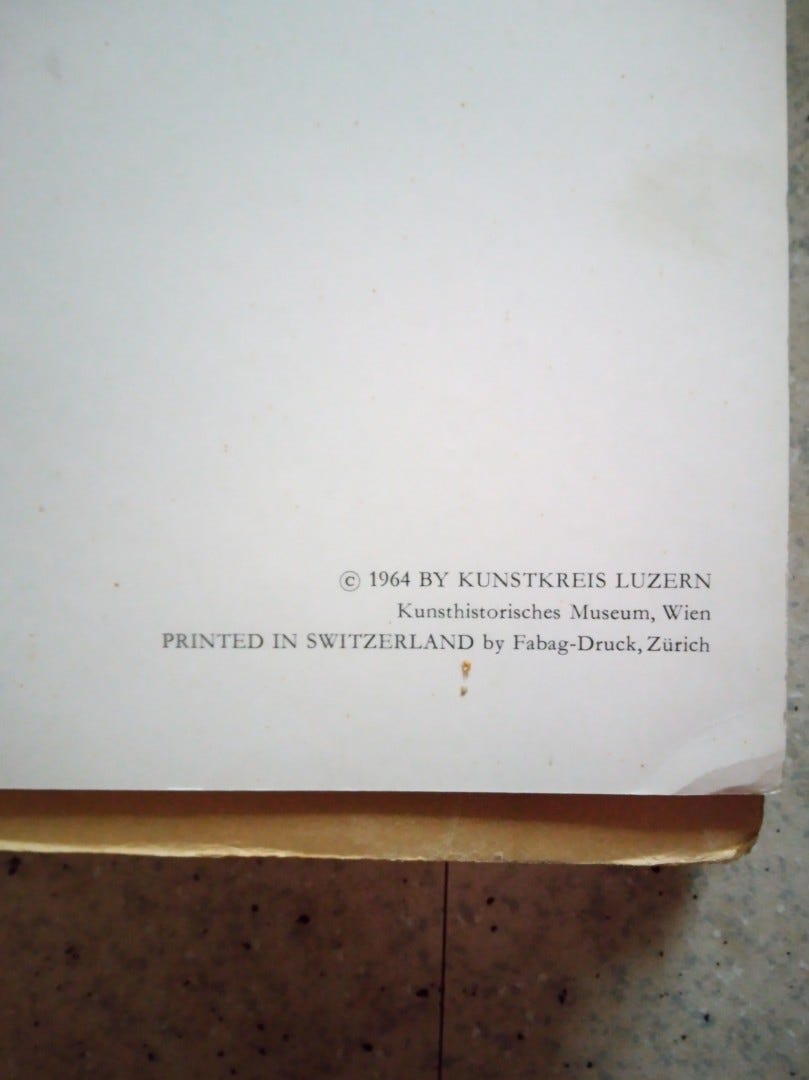 © 1964 BY KUNSTKREIS LUZERN
Kunsthistorisches Museum, Wien
PRINTED IN SWITZERLAND by Fabag-Druck, Zürich